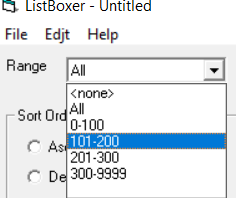 ListBoxer - Untitled
File Edjt Help
Range All
<none>
All
0-100
101-200
201-300
300-9999
Sort Ord
As
De